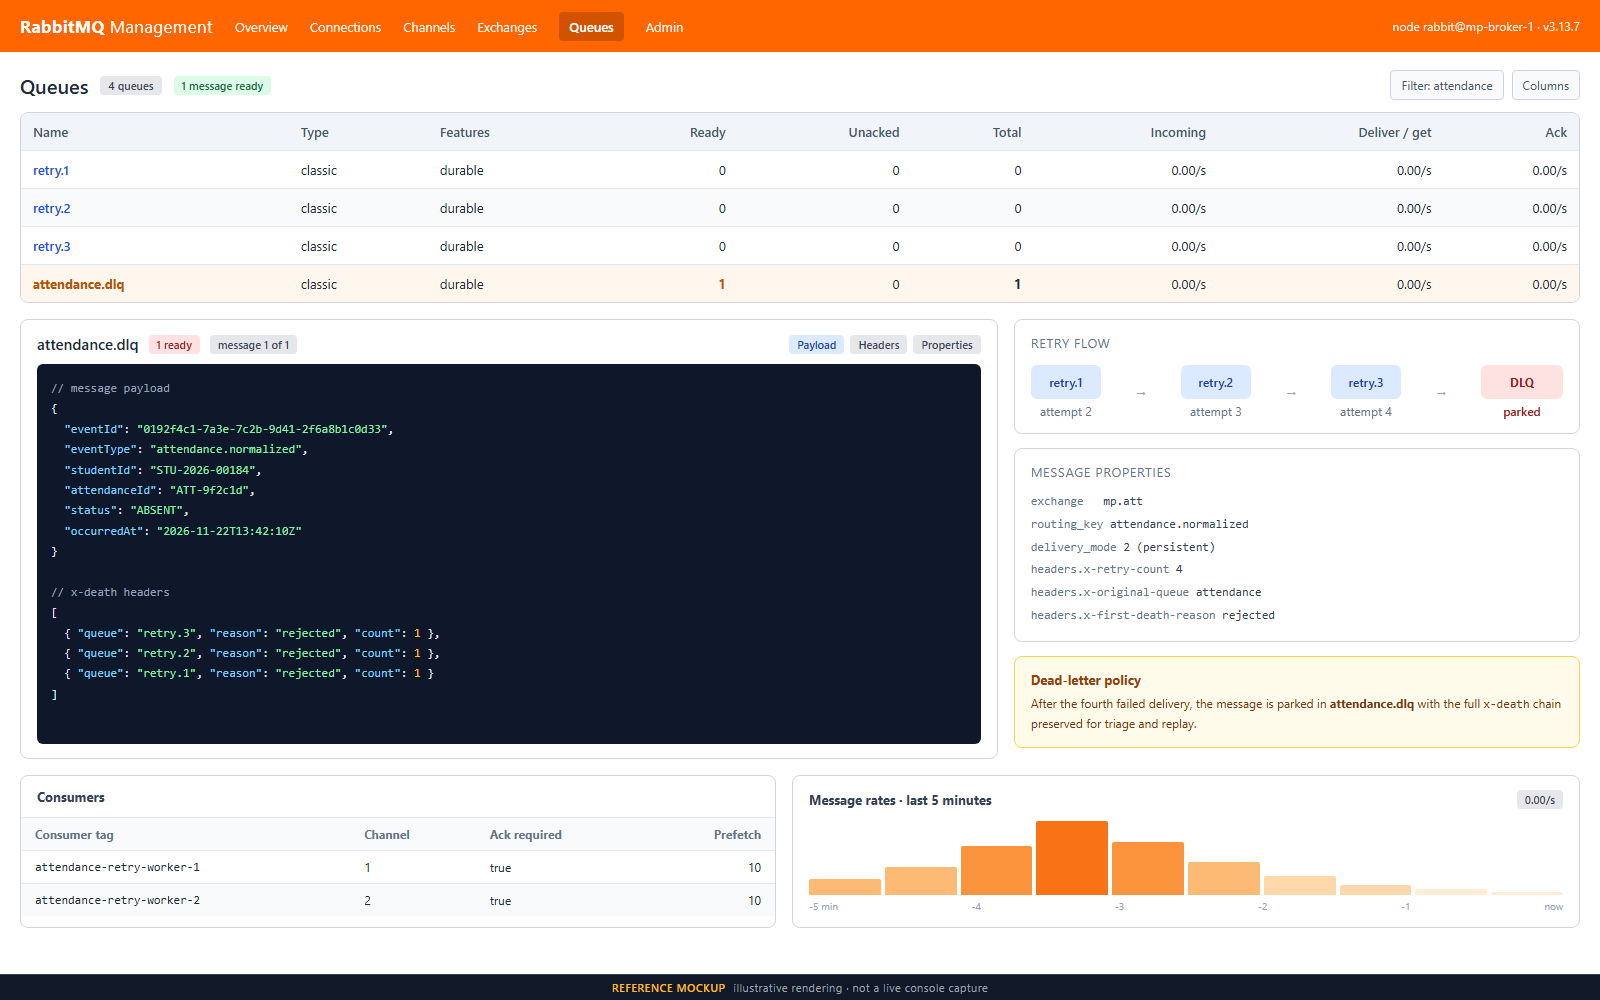 RabbitMQ Management Overview Connections Channels Exchanges Queues Admin node rabbit@mp-broker-1 · v3.13.7
Queues 4 queues 1 message ready Filter: attendance Columns
Name Type Features Ready Unacked Total Incoming Deliver / get Ack
retry.1 classic durable 0 0 0 0.00/s 0.00/s 0.00/s
retry.2 classic durable 0 0 0 0.00/s 0.00/s 0.00/s
retry.3 classic durable 0 0 0 0.00/s 0.00/s 0.00/s
attendance.dlq classic durable 1 0 1 0.00/s 0.00/s 0.00/s
attendance.dlq 1 ready message 1 of 1 Payload Headers Properties
// message payload
{
"eventId": "0192f4c1-7a3e-7c2b-9d41-2f6a8b1c0d33",
"eventType": "attendance.normalized",
"studentId": "STU-2026-00184",
"attendanceId": "ATT-9f2c1d",
"status": "ABSENT",
"occurredAt": "2026-11-22T13:42:10Z"
}
// x-death headers
[
{ "queue": "retry.3", "reason": "rejected", "count": 1 },
{ "queue": "retry.2", "reason": "rejected", "count": 1 },
{ "queue": "retry.1", "reason": "rejected", "count": 1 }
]
RETRY FLOW
retry.1 → retry.2 → retry.3 → DLQ
attempt 2 attempt 3 attempt 4 parked
MESSAGE PROPERTIES
exchange mp.att
routing_key attendance.normalized
delivery_mode 2 (persistent)
headers.x-retry-count 4
headers.x-original-queue attendance
headers.x-first-death-reason rejected
Dead-letter policy
After the fourth failed delivery, the message is parked in attendance.dlq with the full x-death chain
preserved for triage and replay.
Consumers
Consumer tag Channel Ack required Prefetch
attendance-retry-worker-1 1 true 10
attendance-retry-worker-2 2 true 10
Message rates · last 5 minutes 0.00/s
-5 min -4 -3 -2 -1 now
REFERENCE MOCKUP illustrative rendering · not a live console capture